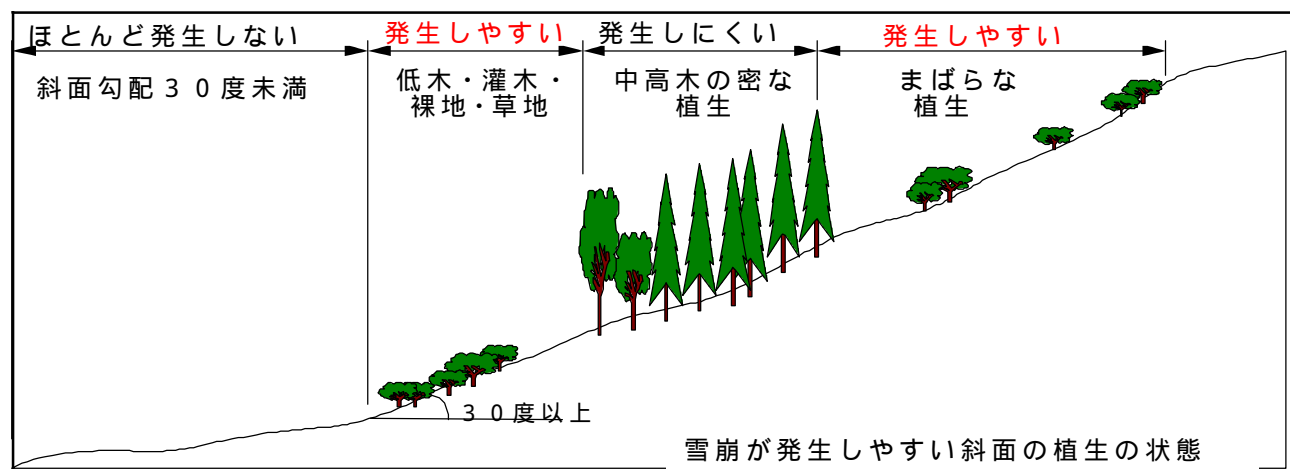 ほとんど発生しない
発生しやすい
発生しにくい
発生しやすい
斜面勾配３０度未満
低木・灌木・
裸地・草地
中高木の密な
植生
まばらな
植生
３０度以上
雪崩が発生しやすい斜面の植生の状態